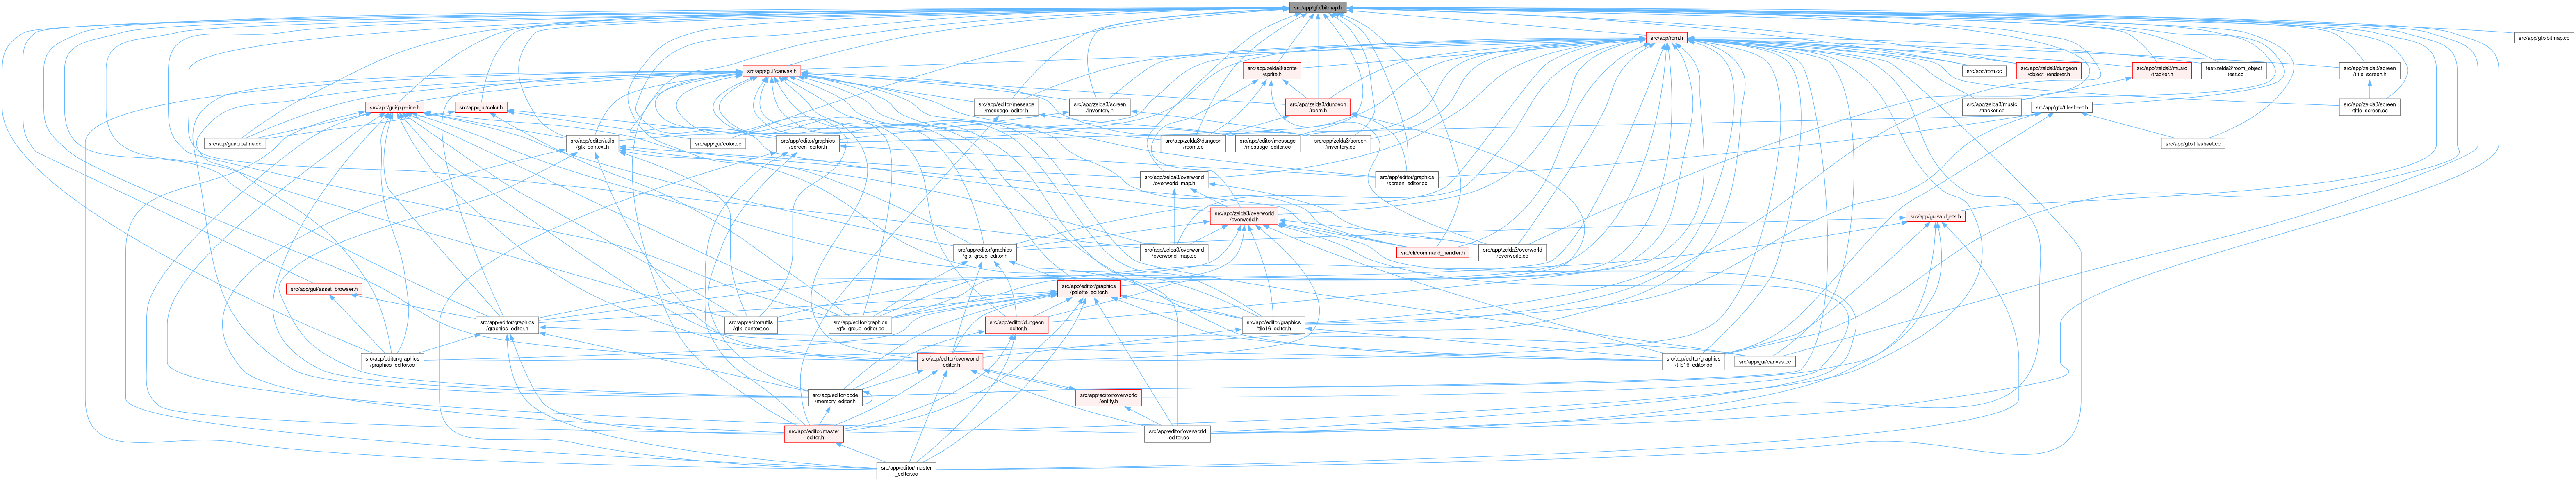 src/app/gfx/bitmap.h
src/app/rom.h
src/app/gfx/bitmap.cc
src/app/gui/canvas.h
src/app/zelda3/sprite
/sprite.h
src/app/rom.cc
src/app/zelda3/dungeon
/object_renderer.h
src/app/zelda3/music
/tracker.h
test/zelda3/room_object
_test.cc
src/app/zelda3/screen
/title_screen.h
src/app/gui/pipeline.h
src/app/gui/color.h
src/app/editor/message
/message_editor.h
src/app/zelda3/screen
/inventory.h
src/app/zelda3/dungeon
/room.h
src/app/zelda3/music
/tracker.cc
src/app/gfx/tilesheet.h
src/app/zelda3/screen
/title_screen.cc
src/app/gui/pipeline.cc
src/app/editor/utils
/gfx_context.h
src/app/gui/color.cc
src/app/editor/graphics
/screen_editor.h
src/app/zelda3/dungeon
/room.cc
src/app/editor/message
/message_editor.cc
src/app/zelda3/screen
/inventory.cc
src/app/gfx/tilesheet.cc
src/app/zelda3/overworld
/overworld_map.h
src/app/editor/graphics
/screen_editor.cc
src/app/zelda3/overworld
/overworld.h
src/app/gui/widgets.h
src/app/editor/graphics
/gfx_group_editor.h
src/app/zelda3/overworld
/overworld_map.cc
src/cli/command_handler.h
src/app/zelda3/overworld
/overworld.cc
src/app/gui/asset_browser.h
src/app/editor/graphics
/palette_editor.h
src/app/editor/graphics
/graphics_editor.h
src/app/editor/utils
/gfx_context.cc
src/app/editor/graphics
/gfx_group_editor.cc
src/app/editor/dungeon
_editor.h
src/app/editor/graphics
/tile16_editor.h
src/app/editor/graphics
/graphics_editor.cc
src/app/editor/overworld
_editor.h
src/app/editor/graphics
/tile16_editor.cc
src/app/gui/canvas.cc
src/app/editor/code
/memory_editor.h
src/app/editor/overworld
/entity.h
src/app/editor/master
_editor.h
src/app/editor/overworld
_editor.cc
src/app/editor/master
_editor.cc